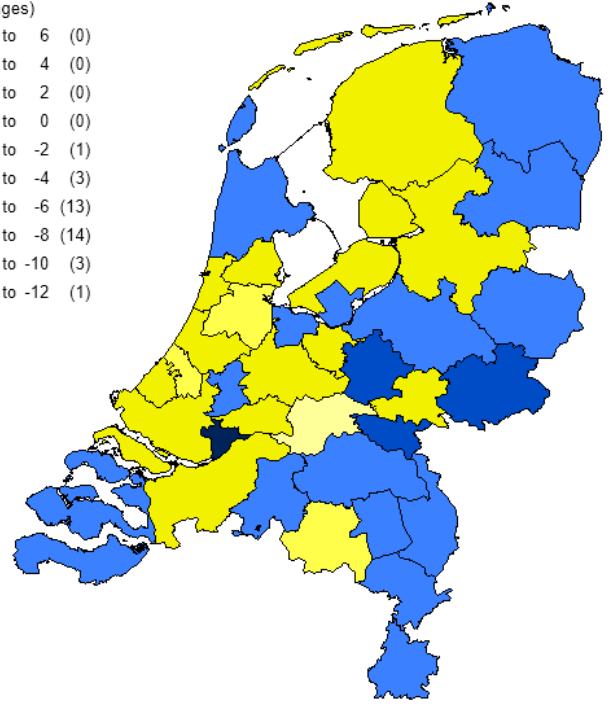 ges)
to 6 (0)
to 4 (0)
to 2 (0)
to 0 (0)
to -2 (1)
to -4 (3)
to -6 (13)
to -8 (14)
to -10 (3)
to -12 (1)